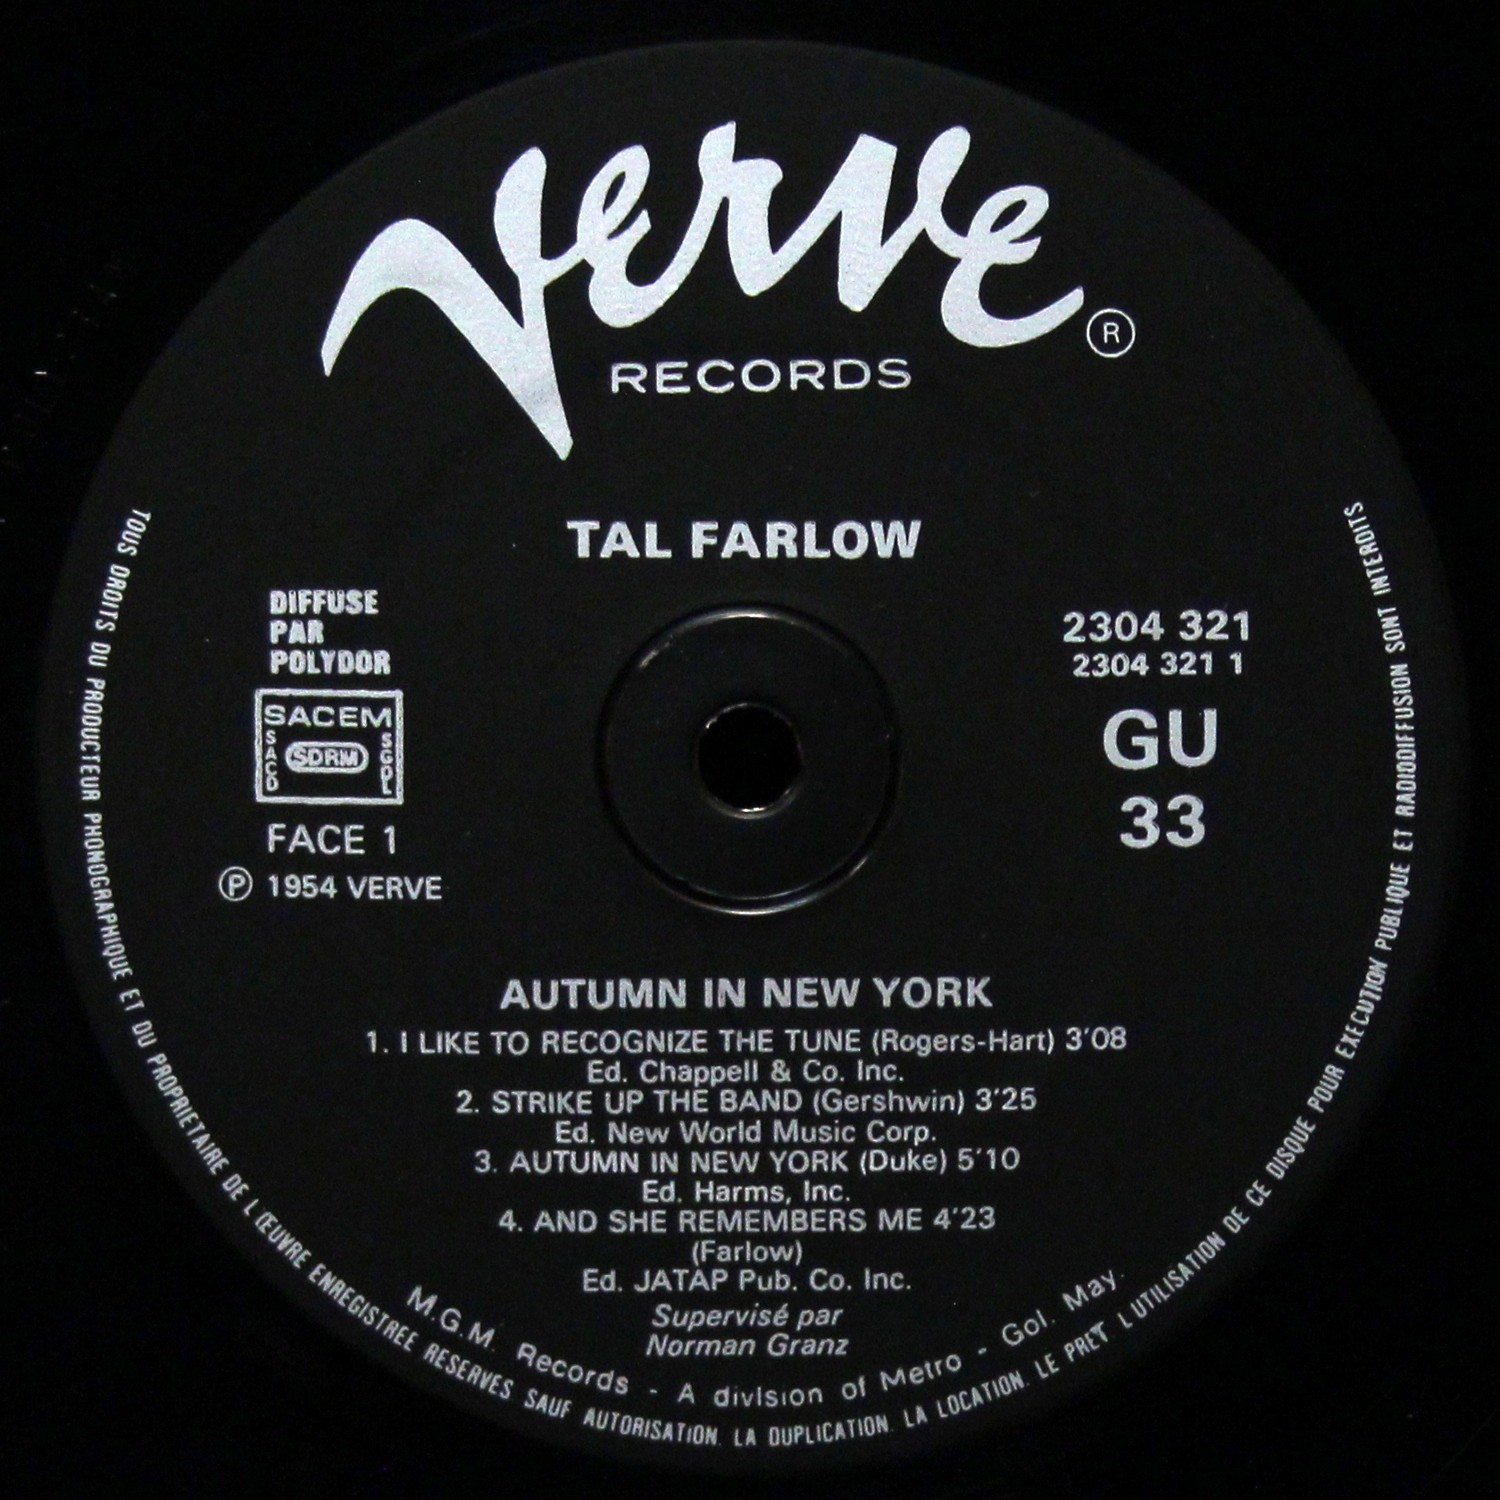 Verve
®
RECORDS
TAL FARLOW
DIFFUSE
PAR
POLYDOR
SACEM
SACD
SDRM
SGDL
FACE 1
℗ 1954 VERVE
2304 321
2304 321 1
GU
33
AUTUMN IN NEW YORK
1. I LIKE TO RECOGNIZE THE TUNE (Rogers-Hart) 3'08
Ed. Chappell & Co. Inc.
2. STRIKE UP THE BAND (Gershwin) 3'25
Ed. New World Music Corp.
3. AUTUMN IN NEW YORK (Duke) 5'10
Ed. Harms, Inc.
4. AND SHE REMEMBERS ME 4'23
(Farlow)
Ed. JATAP Pub. Co. Inc.
Supervisé par
Norman Granz
M.G.M. Records - A division of Metro - Gol. May.
TOUS DROITS DU PRODUCTEUR PHONOGRAPHIQUE ET DU PROPRIETAIRE DE L'ŒUVRE ENREGISTREE RESERVES SAUF AUTORISATION. LA DUPLICATION. LA LOCATION. LE PRET L UTILISATION DE CE DISQUE POUR EXECUTION PUBLIQUE ET RADIODIFFUSION SONT INTERDITS